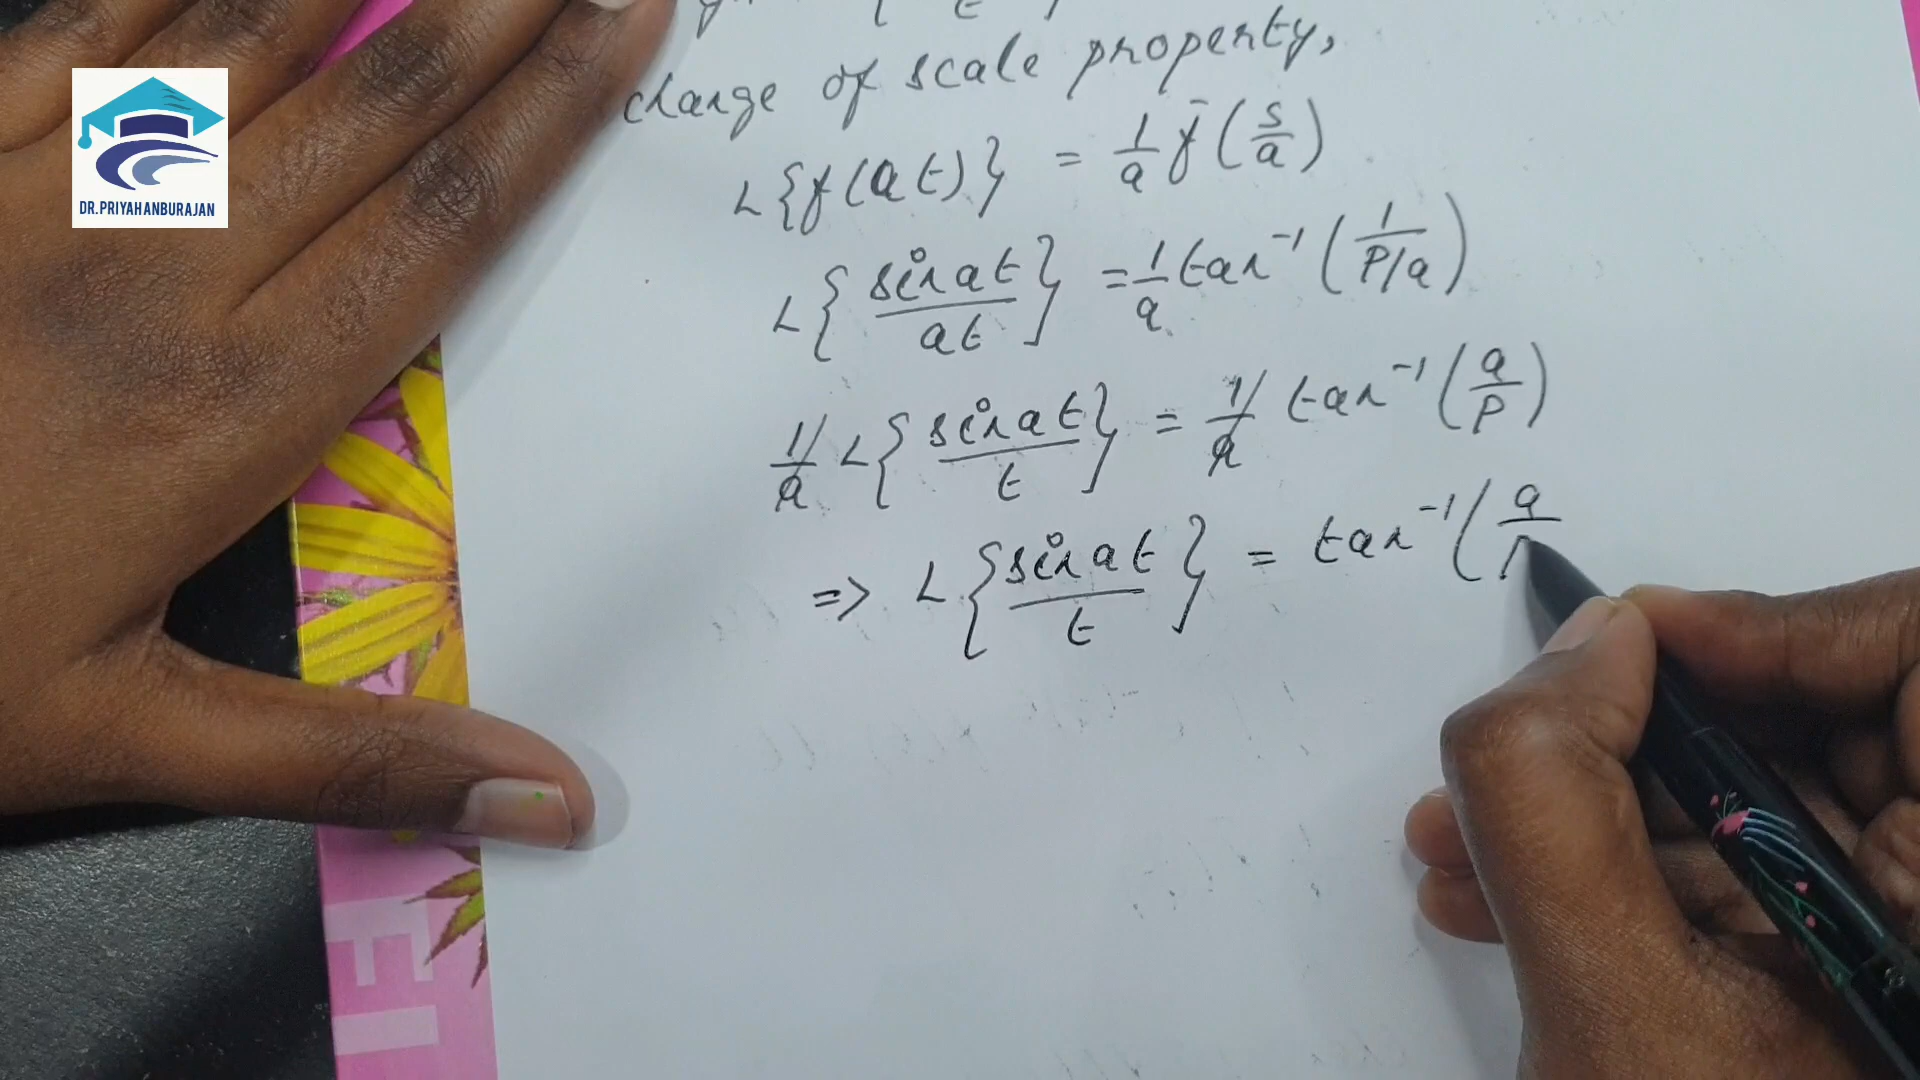 change of scale property,
L{f(at)} = 1/a f̄(s/a)
L{sin at/at} = 1/a tan⁻¹(1/P/a)
1/a L{sin at/t} = 1/a tan⁻¹(a/P)
=> L{sin at/t} = tan⁻¹(a/
DR.PRIYAHANBURAJAN